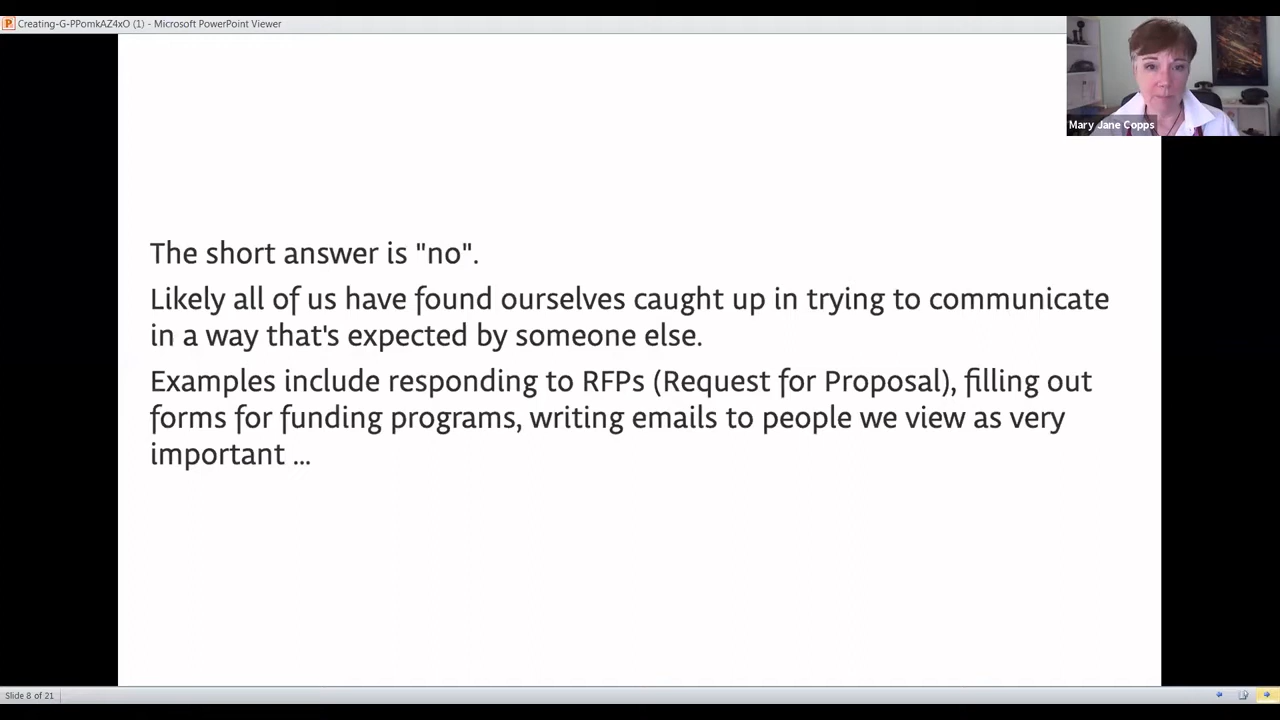 Creating-G-PPomkAZ4xO (1) - Microsoft PowerPoint Viewer
Mary Jane Copps
The short answer is "no".
Likely all of us have found ourselves caught up in trying to communicate
in a way that's expected by someone else.
Examples include responding to RFPs (Request for Proposal), filling out
forms for funding programs, writing emails to people we view as very
important ...
Slide 8 of 21